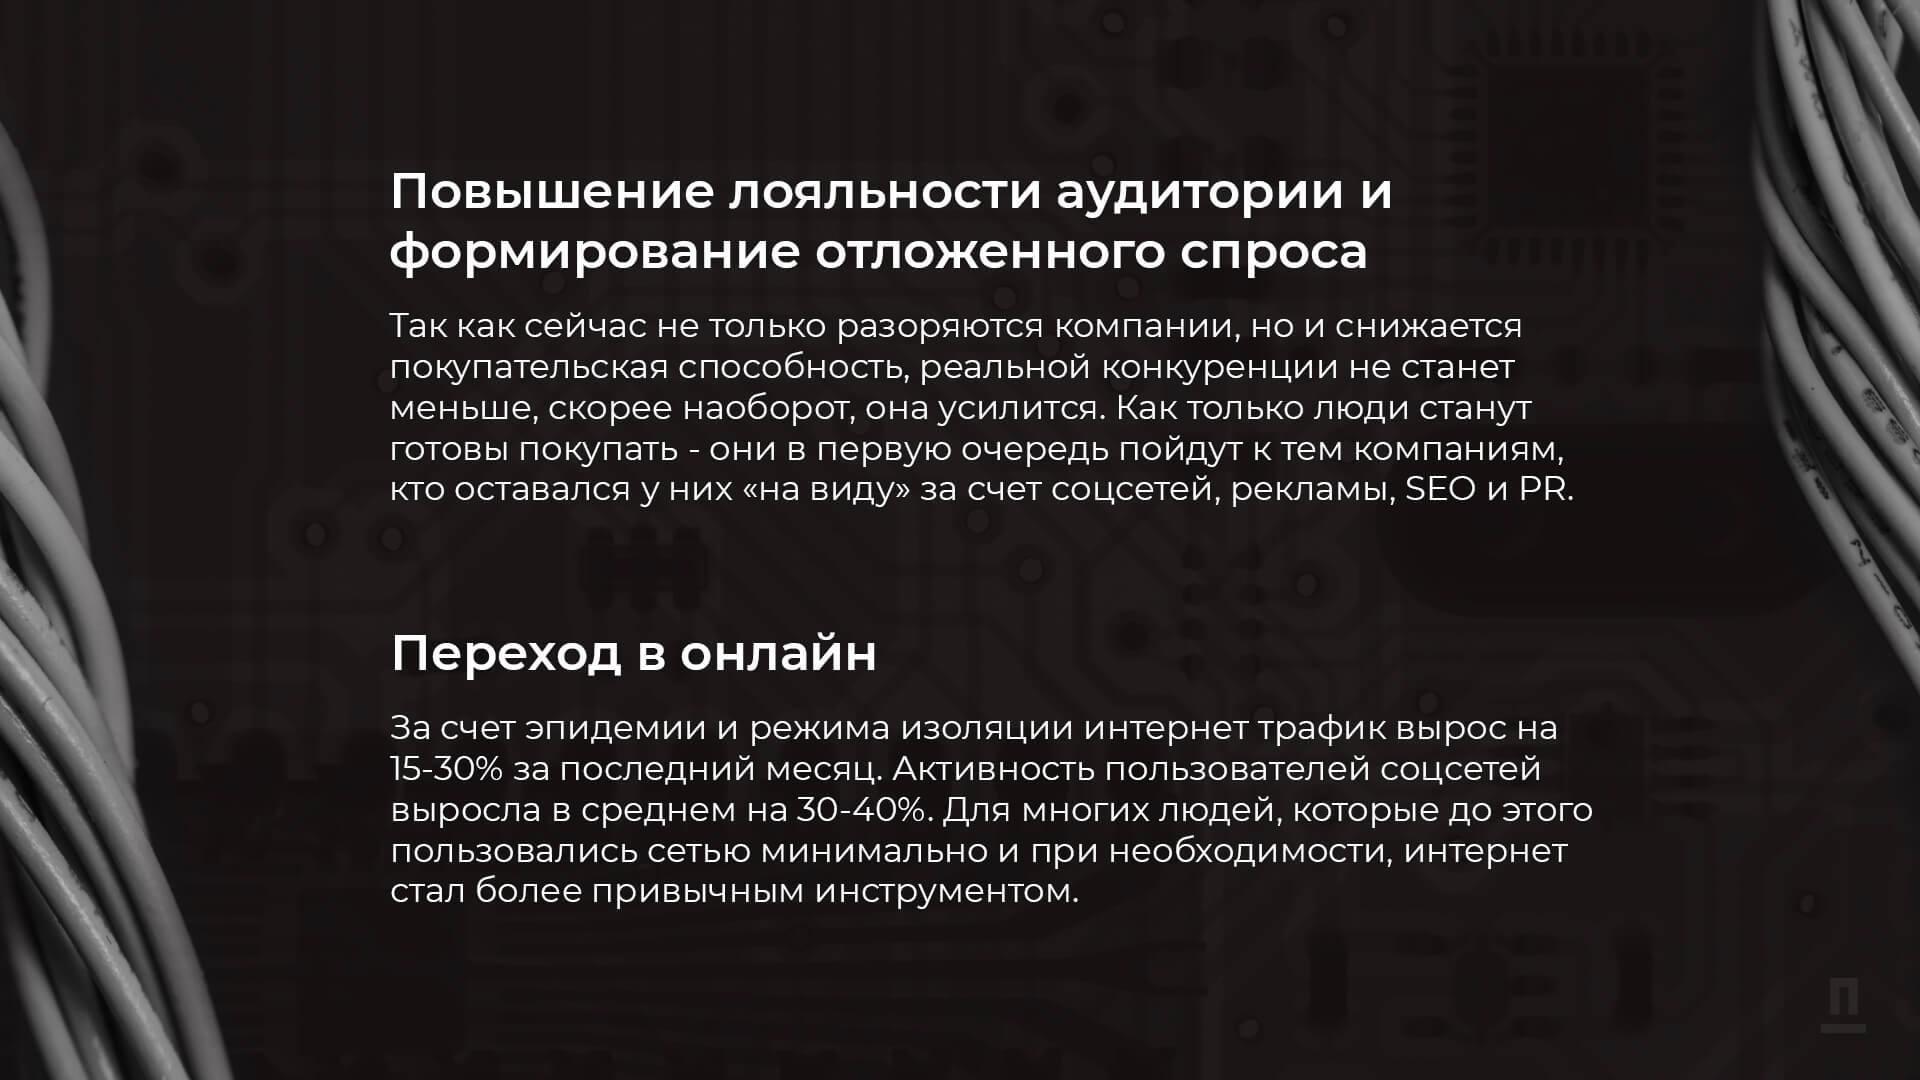 Повышение лояльности аудитории и
формирование отложенного спроса
Так как сейчас не только разоряются компании, но и снижается
покупательская способность, реальной конкуренции не станет
меньше, скорее наоборот, она усилится. Как только люди станут
готовы покупать - они в первую очередь пойдут к тем компаниям,
кто оставался у них «на виду» за счет соцсетей, рекламы, SEO и PR.
Переход в онлайн
За счет эпидемии и режима изоляции интернет трафик вырос на
15-30% за последний месяц. Активность пользователей соцсетей
выросла в среднем на 30-40%. Для многих людей, которые до этого
пользовались сетью минимально и при необходимости, интернет
стал более привычным инструментом.
П